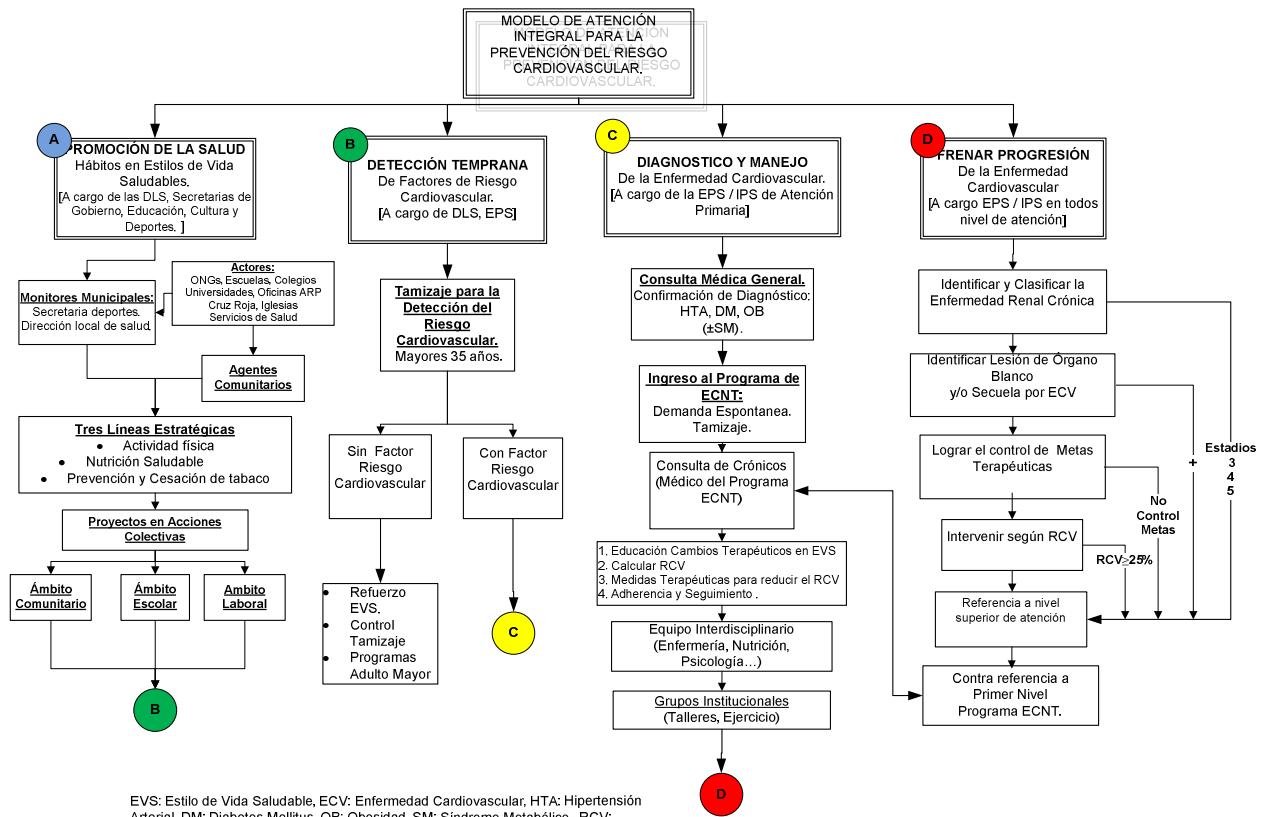 MODELO DE ATENCIÓN
INTEGRAL PARA LA
PREVENCIÓN DEL RIESGO
CARDIOVASCULAR.
A
PROMOCIÓN DE LA SALUD
Hábitos en Estilos de Vida
Saludables.
[A cargo de las DLS, Secretarias de
Gobierno, Educación, Cultura y
Deportes. ]
Monitores Municipales:
Secretaria deportes.
Dirección local de salud.
Actores:
ONGs, Escuelas, Colegios
Universidades, Oficinas ARP
Cruz Roja, Iglesias
Servicios de Salud
Agentes
Comunitarios
Tres Líneas Estratégicas
• Actividad física
• Nutrición Saludable
• Prevención y Cesación de tabaco
Proyectos en Acciones
Colectivas
Ámbito
Comunitario
Ámbito
Escolar
Ambito
Laboral
B
B
DETECCIÓN TEMPRANA
De Factores de Riesgo
Cardiovascular.
[A cargo de DLS, EPS]
Tamizaje para la
Detección del
Riesgo
Cardiovascular.
Mayores 35 años.
Sin Factor
Riesgo
Cardiovascular
Con Factor
Riesgo
Cardiovascular
• Refuerzo
EVS.
• Control
Tamizaje
• Programas
Adulto Mayor
C
C
DIAGNOSTICO Y MANEJO
De la Enfermedad Cardiovascular.
[A cargo de la EPS / IPS de Atención
Primaria]
Consulta Médica General.
Confirmación de Diagnóstico:
HTA, DM, OB
(±SM).
Ingreso al Programa de
ECNT:
Demanda Espontanea.
Tamizaje.
Consulta de Crónicos
(Médico del Programa
ECNT)
1. Educación Cambios Terapéuticos en EVS
2. Calcular RCV
3. Medidas Terapéuticas para reducir el RCV
4. Adherencia y Seguimiento .
Equipo Interdisciplinario
(Enfermería, Nutrición,
Psicología…)
Grupos Institucionales
(Talleres, Ejercicio)
D
D
FRENAR PROGRESIÓN
De la Enfermedad
Cardiovascular
[A cargo EPS / IPS en todos
nivel de atención]
Identificar y Clasificar la
Enfermedad Renal Crónica
Identificar Lesión de Órgano
Blanco
y/o Secuela por ECV
Lograr el control de Metas
Terapéuticas
Intervenir según RCV
Referencia a nivel
superior de atención
Contra referencia a
Primer Nivel
Programa ECNT.
RCV≥25%
No
Control
Metas
+
Estadios
3
4
5
EVS: Estilo de Vida Saludable, ECV: Enfermedad Cardiovascular, HTA: Hipertensión
Arterial, DM: Diabetes Mellitus, OB: Obesidad, SM: Síndrome Metabólico, RCV: